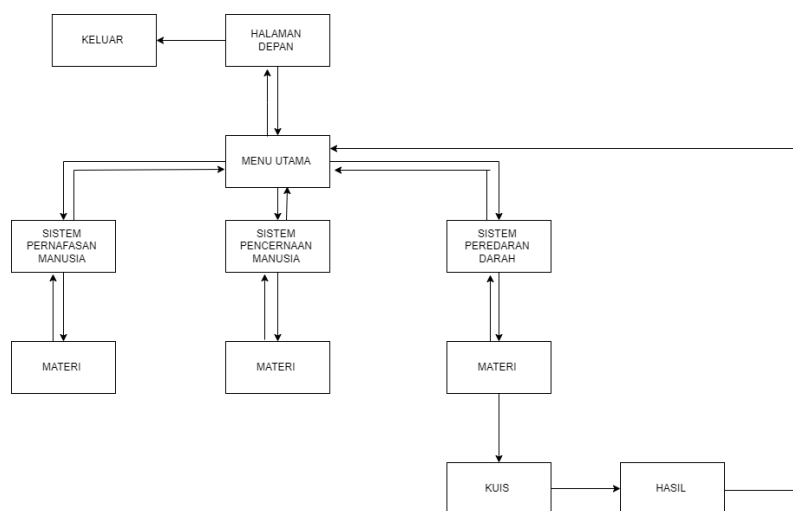 KELUAR
HALAMAN
DEPAN
MENU UTAMA
SISTEM
PERNAFASAN
MANUSIA
SISTEM
PENCERNAAN
MANUSIA
SISTEM
PEREDARAN
DARAH
MATERI
MATERI
MATERI
KUIS
HASIL